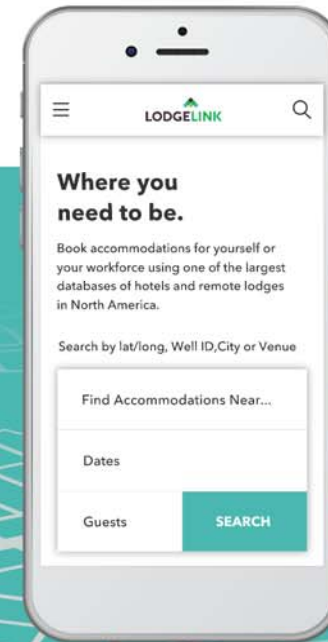 LODGELINK
Where you
need to be.
Book accommodations for yourself or
your workforce using one of the largest
databases of hotels and remote lodges
in North America.
Search by lat/long, Well ID,City or Venue
Find Accommodations Near...
Dates
Guests
SEARCH